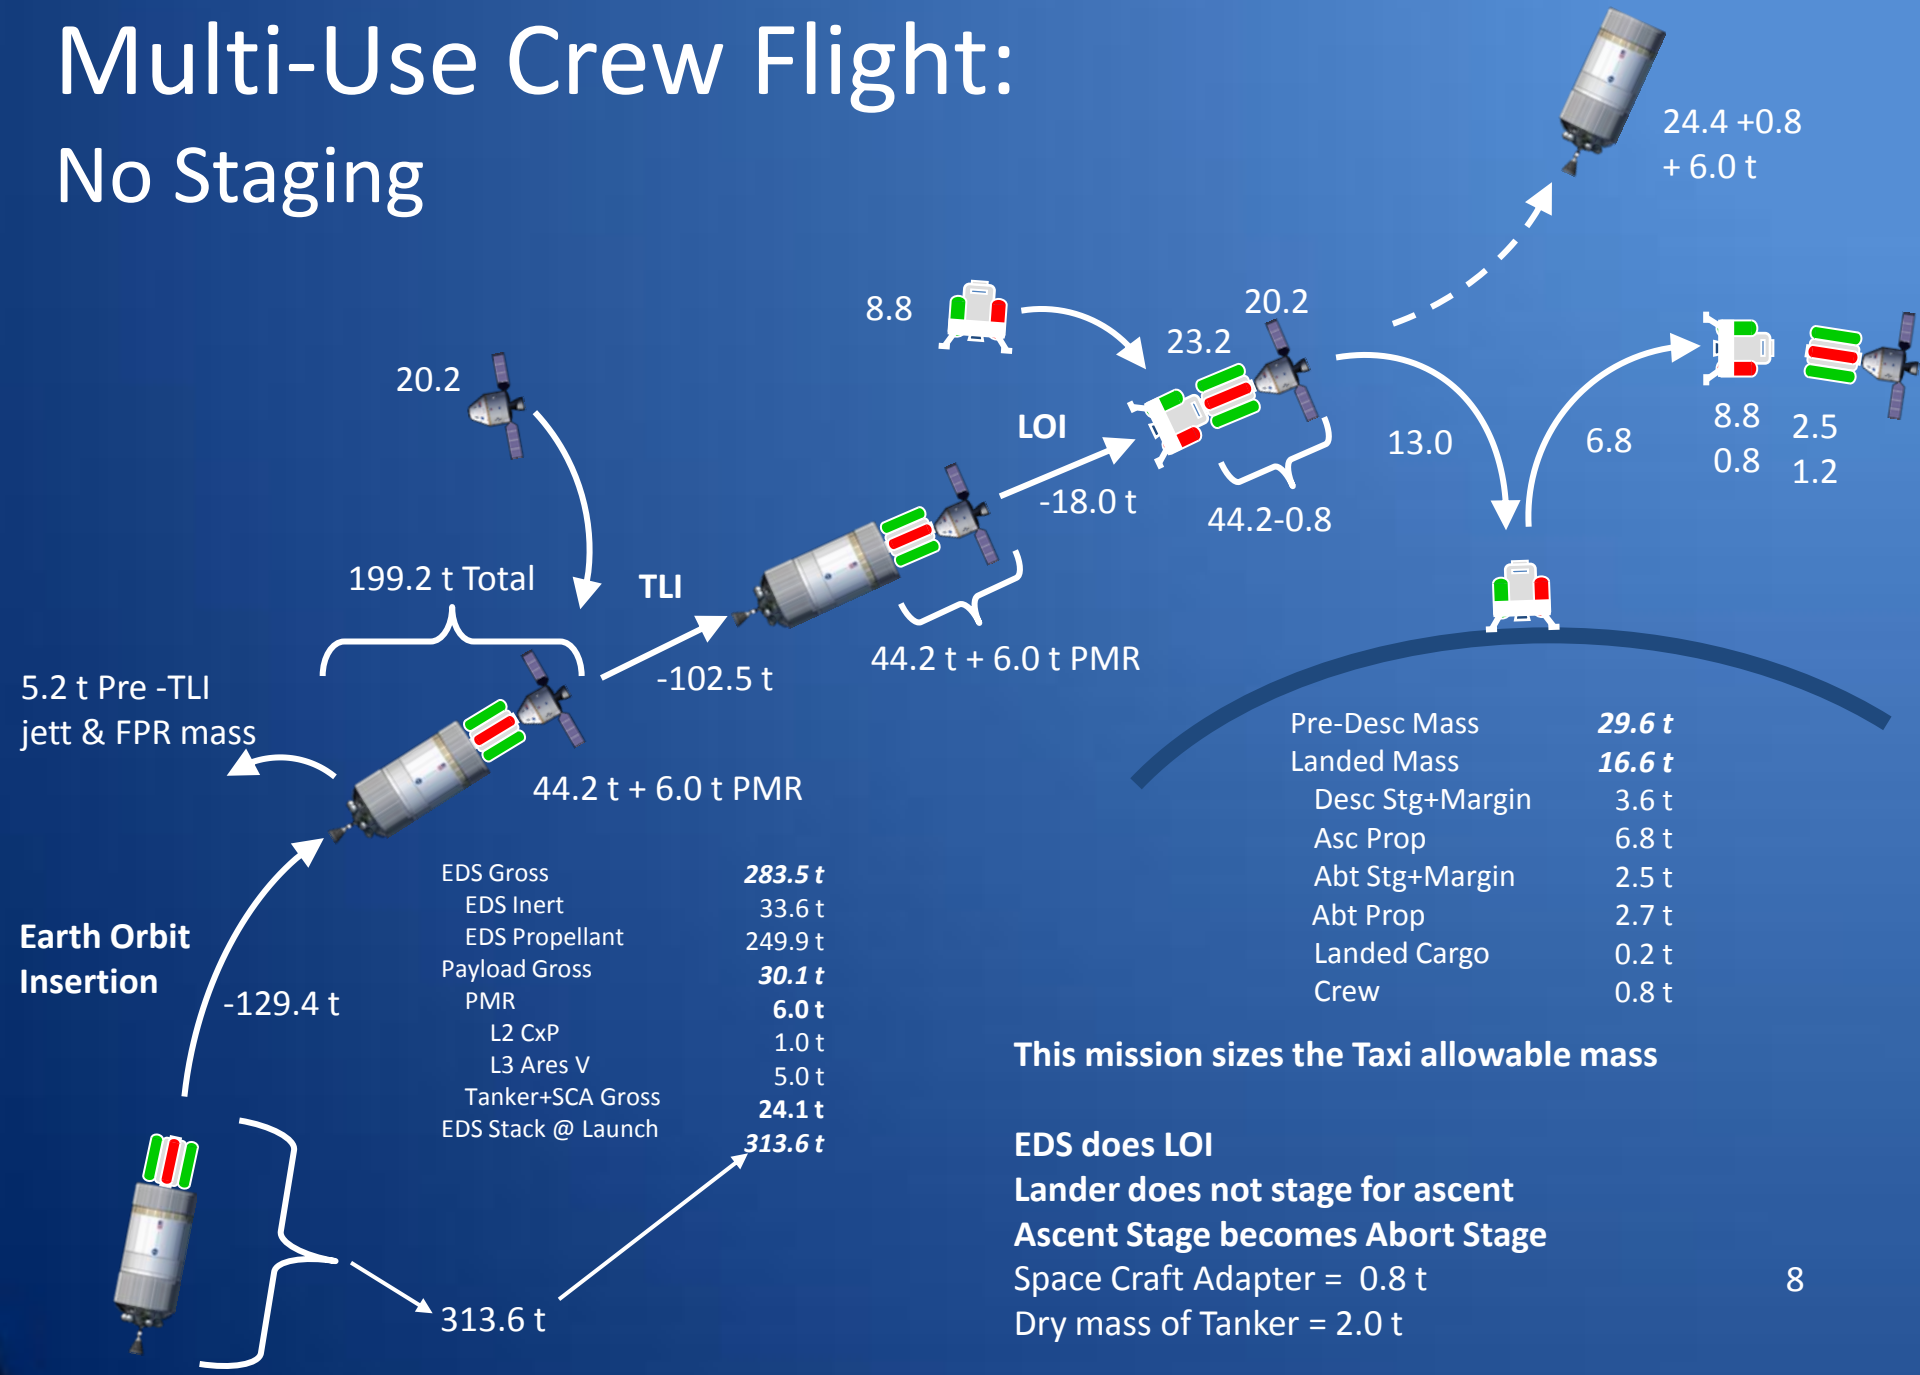 Multi-Use Crew Flight:
No Staging
24.4 +0.8
+ 6.0 t
8.8
20.2
23.2
20.2
LOI
-18.0 t
44.2-0.8
13.0
6.8
8.8
0.8
2.5
1.2
199.2 t Total
TLI
-102.5 t
44.2 t + 6.0 t PMR
5.2 t Pre -TLI
jett & FPR mass
44.2 t + 6.0 t PMR
Earth Orbit
Insertion
-129.4 t
EDS Gross 283.5 t
EDS Inert 33.6 t
EDS Propellant 249.9 t
Payload Gross 30.1 t
PMR 6.0 t
L2 CxP 1.0 t
L3 Ares V 5.0 t
Tanker+SCA Gross 24.1 t
EDS Stack @ Launch 313.6 t
313.6 t
Pre-Desc Mass 29.6 t
Landed Mass 16.6 t
Desc Stg+Margin 3.6 t
Asc Prop 6.8 t
Abt Stg+Margin 2.5 t
Abt Prop 2.7 t
Landed Cargo 0.2 t
Crew 0.8 t
This mission sizes the Taxi allowable mass
EDS does LOI
Lander does not stage for ascent
Ascent Stage becomes Abort Stage
Space Craft Adapter = 0.8 t
Dry mass of Tanker = 2.0 t
8